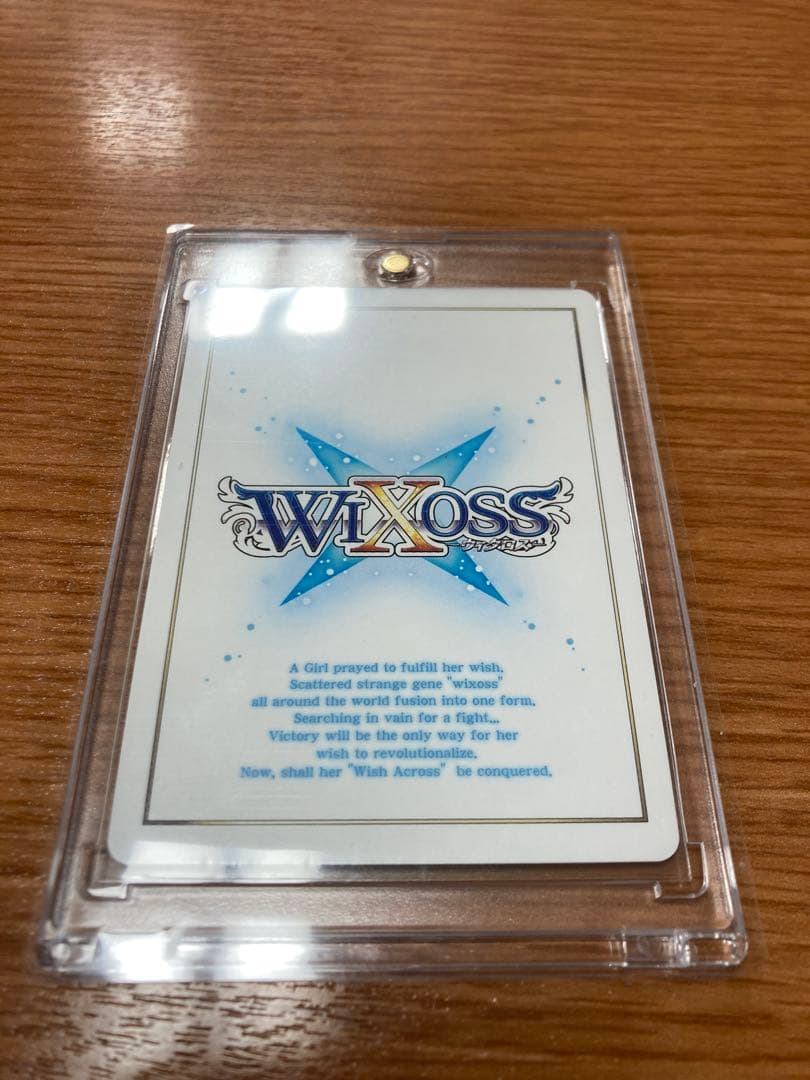 WIXOSS
ウィクロス
A Girl prayed to fulfill her wish.
Scattered strange gene "wixoss"
all around the world fusion into one form.
Searching in vain for a fight...
Victory will be the only way for her
wish to revolutionalize.
Now, shall her "Wish Across" be conquered.